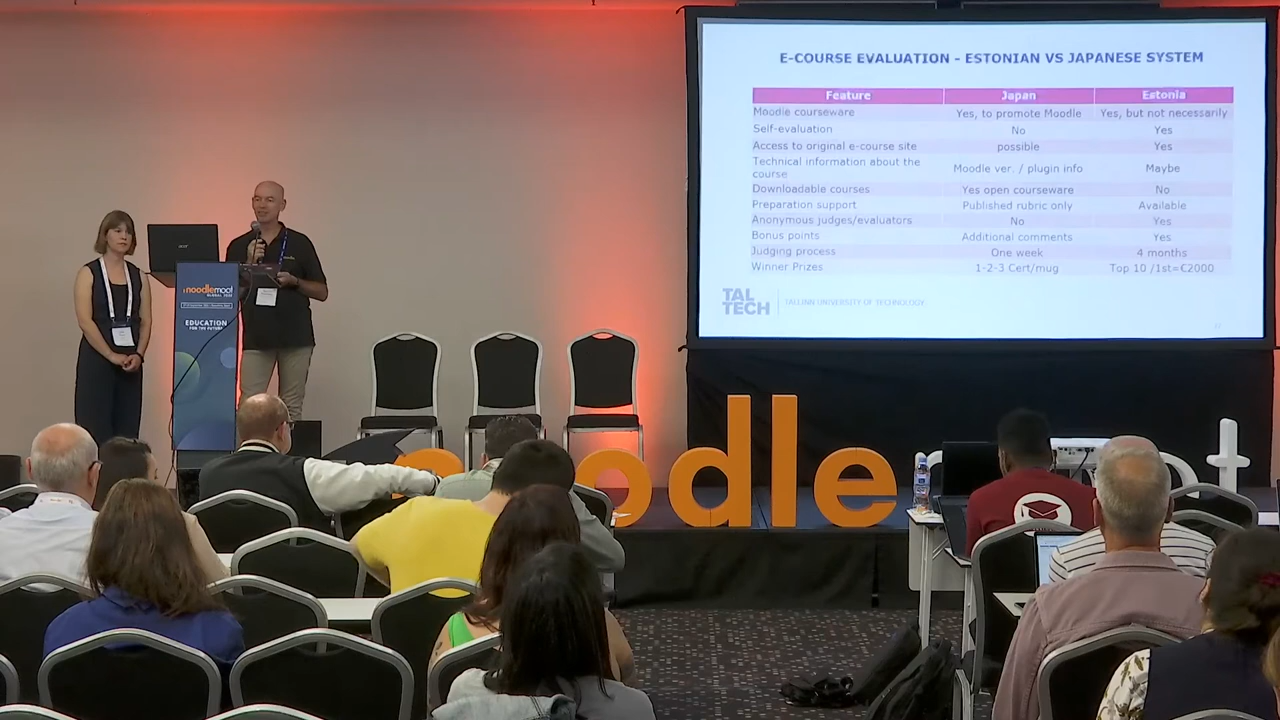 E-COURSE EVALUATION - ESTONIAN VS JAPANESE SYSTEM
Feature Japan Estonia
Moodle courseware Yes, to promote Moodle Yes, but not necessarily
Self-evaluation No Yes
Access to original e-course site possible Yes
Technical information about the course Moodle ver. / plugin info Maybe
Downloadable courses Yes open courseware No
Preparation support Published rubric only Available
Anonymous judges/evaluators No Yes
Bonus points Additional comments Yes
Judging process One week 4 months
Winner Prizes 1-2-3 Cert/mug Top 10 /1st=€2000
TAL
TECH
TALLINN UNIVERSITY OF TECHNOLOGY
acer
moodlemoot
GLOBAL
EDUCATION
FOR THE FUTURE
oodle
t